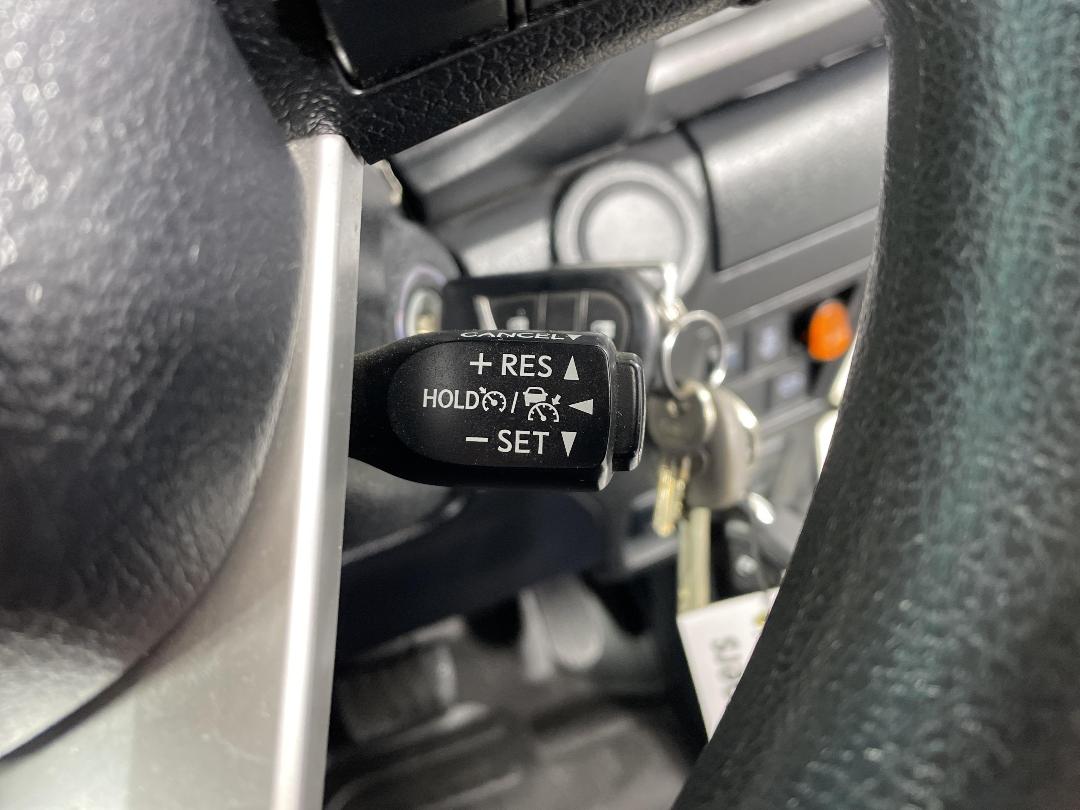 CANCEL▼
+ RES ▲
HOLD / ◀
− SET ▼